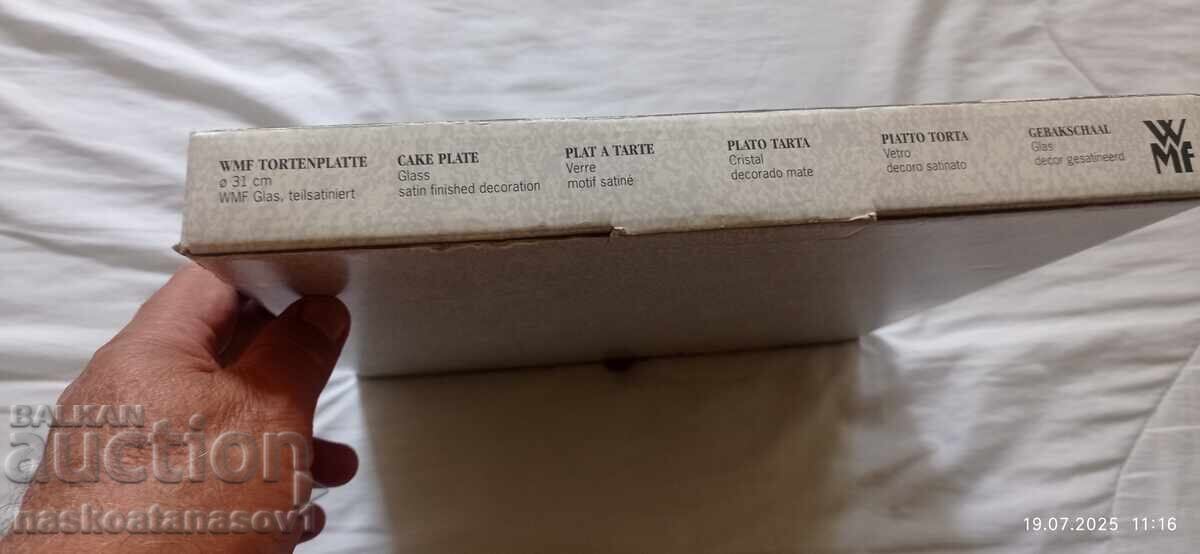 WMF TORTENPLATTE
ø 31 cm
WMF Glas, teilsatiniert
CAKE PLATE
Glass
satin finished decoration
PLAT A TARTE
Verre
motif satiné
PLATO TARTA
Cristal
decorado mate
PIATTO TORTA
Vetro
decoro satinato
GEBAKSCHAAL
Glas
decor gesatineerd
WMF
BALKAN
auction
naskoatanasov1
19.07.2025 11:16